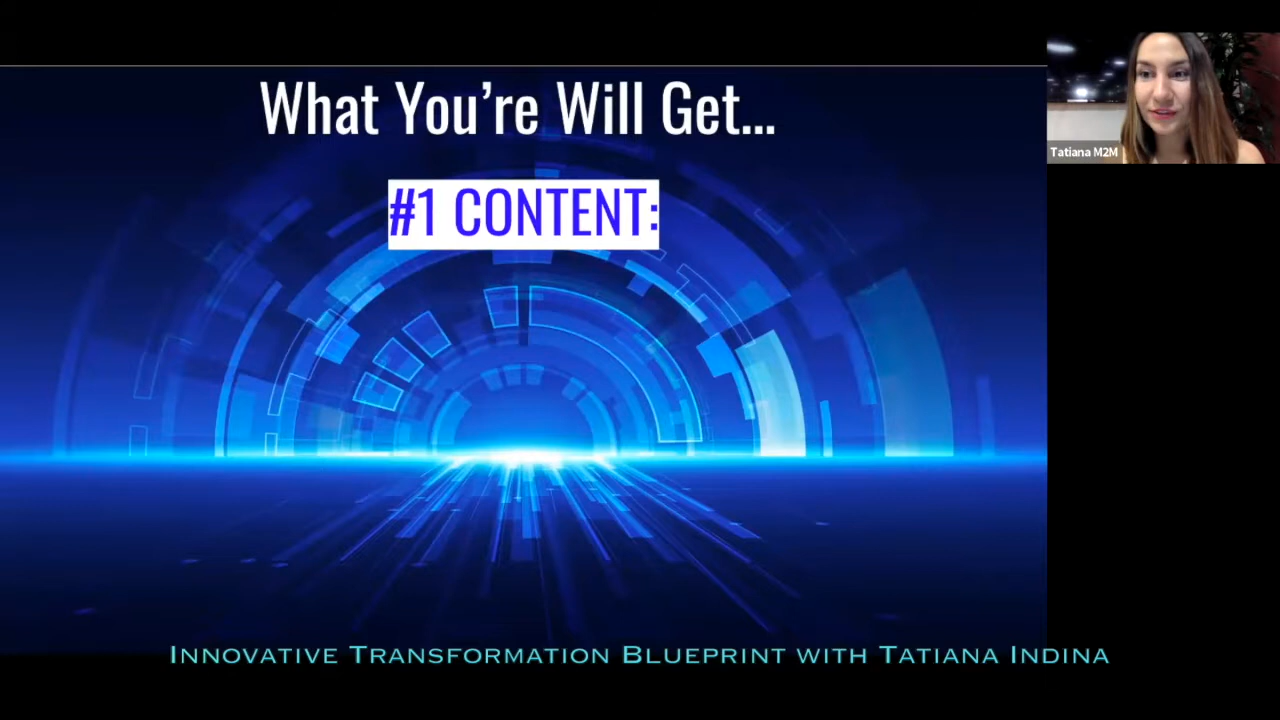 What You're Will Get...
#1 CONTENT:
Tatiana M2M
Innovative Transformation Blueprint with Tatiana Indina